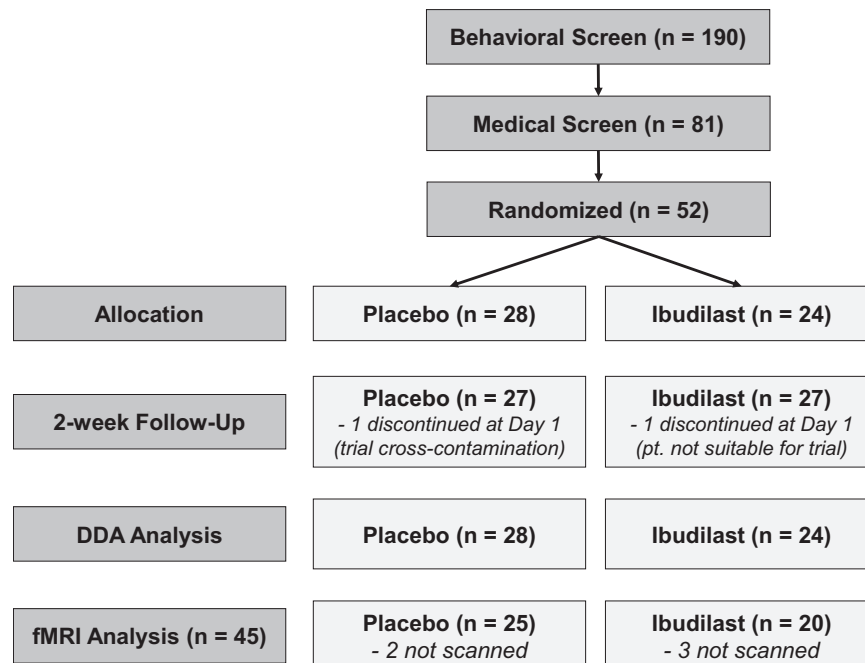 Behavioral Screen (n = 190)
Medical Screen (n = 81)
Randomized (n = 52)
Allocation
Placebo (n = 28)
Ibudilast (n = 24)
2-week Follow-Up
Placebo (n = 27)
- 1 discontinued at Day 1
(trial cross-contamination)
Ibudilast (n = 27)
- 1 discontinued at Day 1
(pt. not suitable for trial)
DDA Analysis
Placebo (n = 28)
Ibudilast (n = 24)
fMRI Analysis (n = 45)
Placebo (n = 25)
- 2 not scanned
Ibudilast (n = 20)
- 3 not scanned